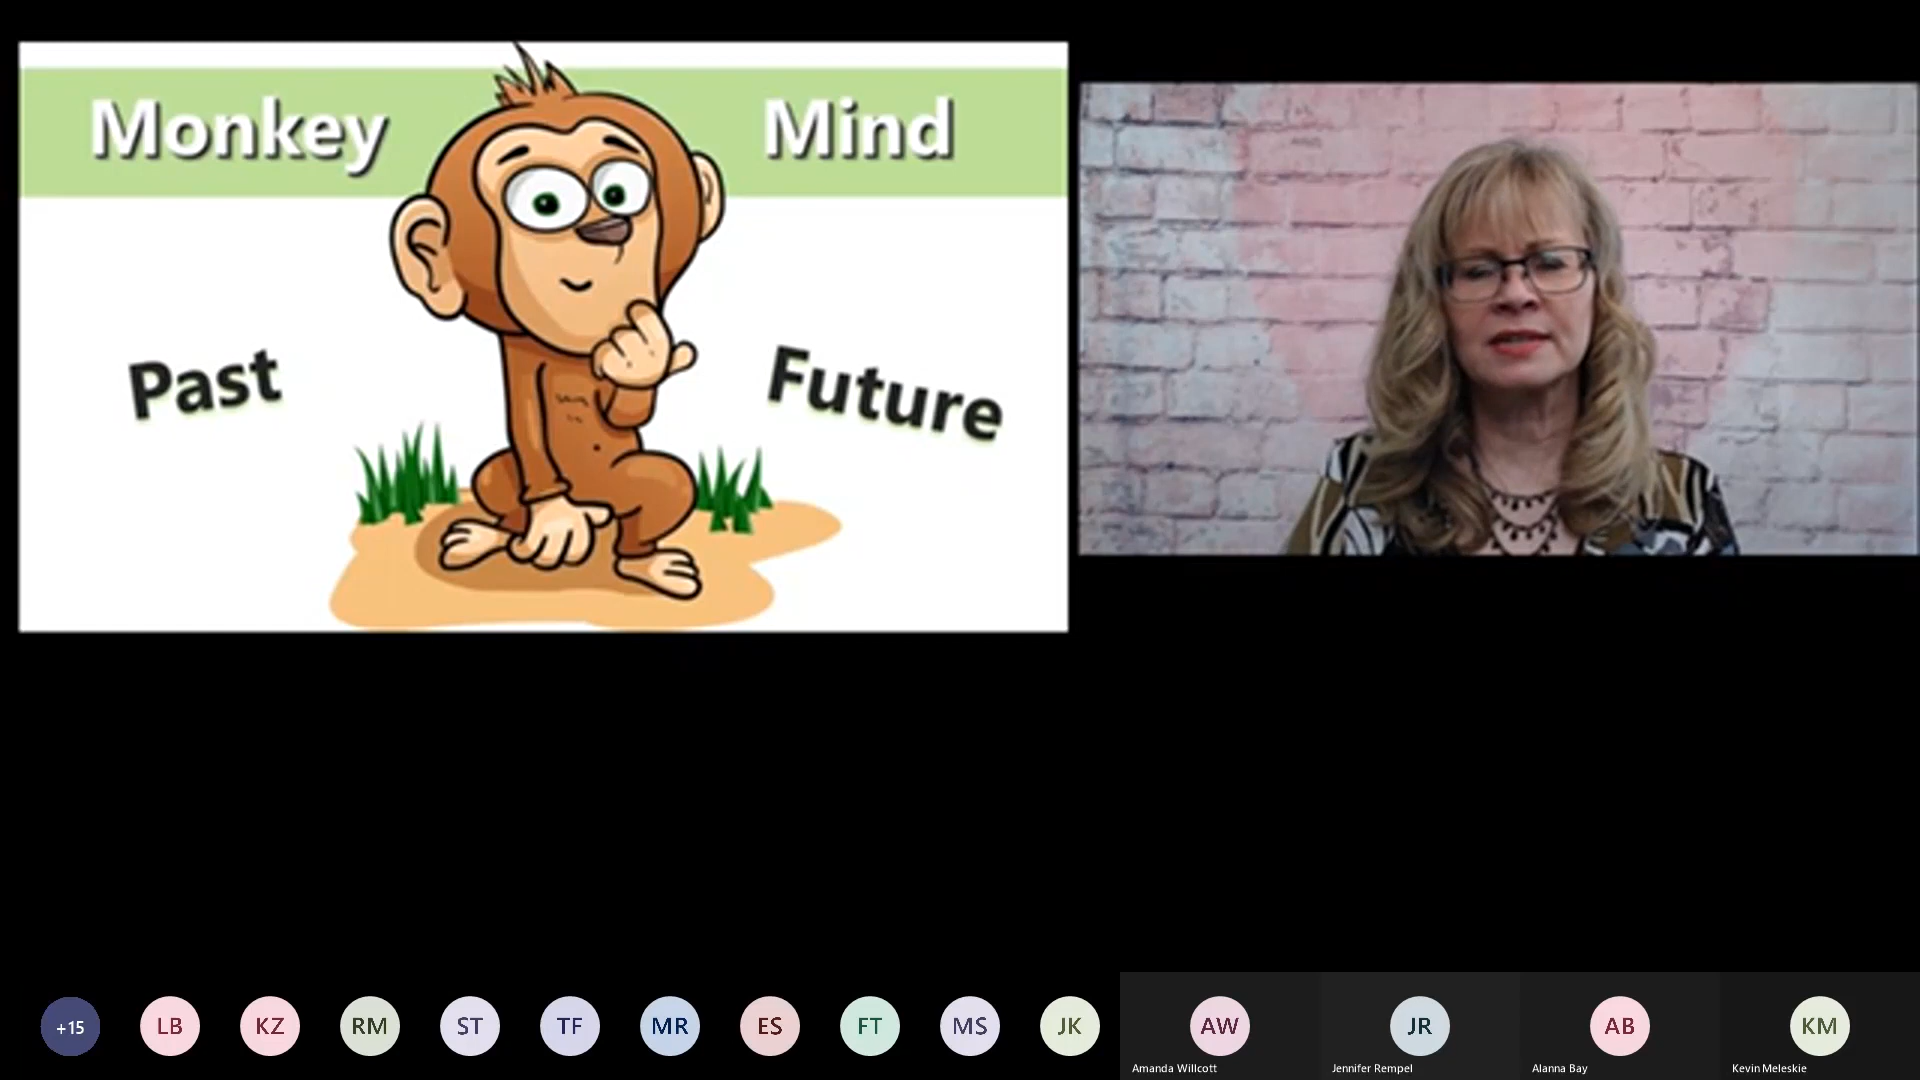 Monkey Mind
Past
Future
+15
LB
KZ
RM
ST
TF
MR
ES
FT
MS
JK
AW
JR
AB
KM
Amanda Willcott
Jennifer Rempel
Alanna Bay
Kevin Meleskie